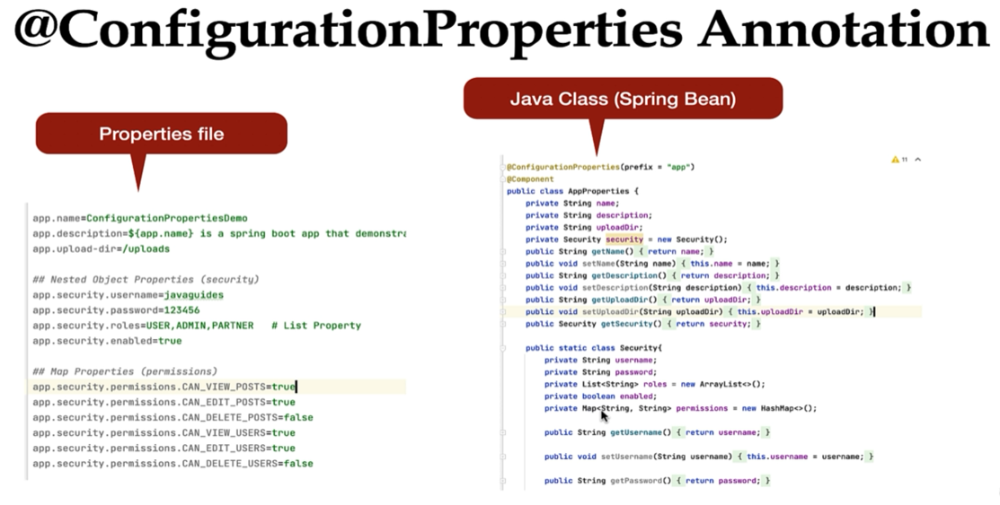 @ConfigurationProperties Annotation
Properties file
app.name=ConfigurationPropertiesDemo
app.description=${app.name} is a spring boot app that demonstra
app.upload-dir=/uploads
## Nested Object Properties (security)
app.security.username=javaguides
app.security.password=123456
app.security.roles=USER,ADMIN,PARTNER   # List Property
app.security.enabled=true
## Map Properties (permissions)
app.security.permissions.CAN_VIEW_POSTS=true
app.security.permissions.CAN_EDIT_POSTS=true
app.security.permissions.CAN_DELETE_POSTS=false
app.security.permissions.CAN_VIEW_USERS=true
app.security.permissions.CAN_EDIT_USERS=true
app.security.permissions.CAN_DELETE_USERS=false
Java Class (Spring Bean)
11
@ConfigurationProperties(prefix = "app")
@Component
public class AppProperties {
private String name;
private String description;
private String uploadDir;
private Security security = new Security();
public String getName() { return name; }
public void setName(String name) { this.name = name; }
public String getDescription() { return description; }
public void setDescription(String description) { this.description = description; }
public String getUploadDir() { return uploadDir; }
public void setUploadDir(String uploadDir) { this.uploadDir = uploadDir; }
public Security getSecurity() { return security; }
public static class Security{
private String username;
private String password;
private List<String> roles = new ArrayList<>();
private boolean enabled;
private Map<String, String> permissions = new HashMap<>();
public String getUsername() { return username; }
public void setUsername(String username) { this.username = username; }
public String getPassword() { return password; }